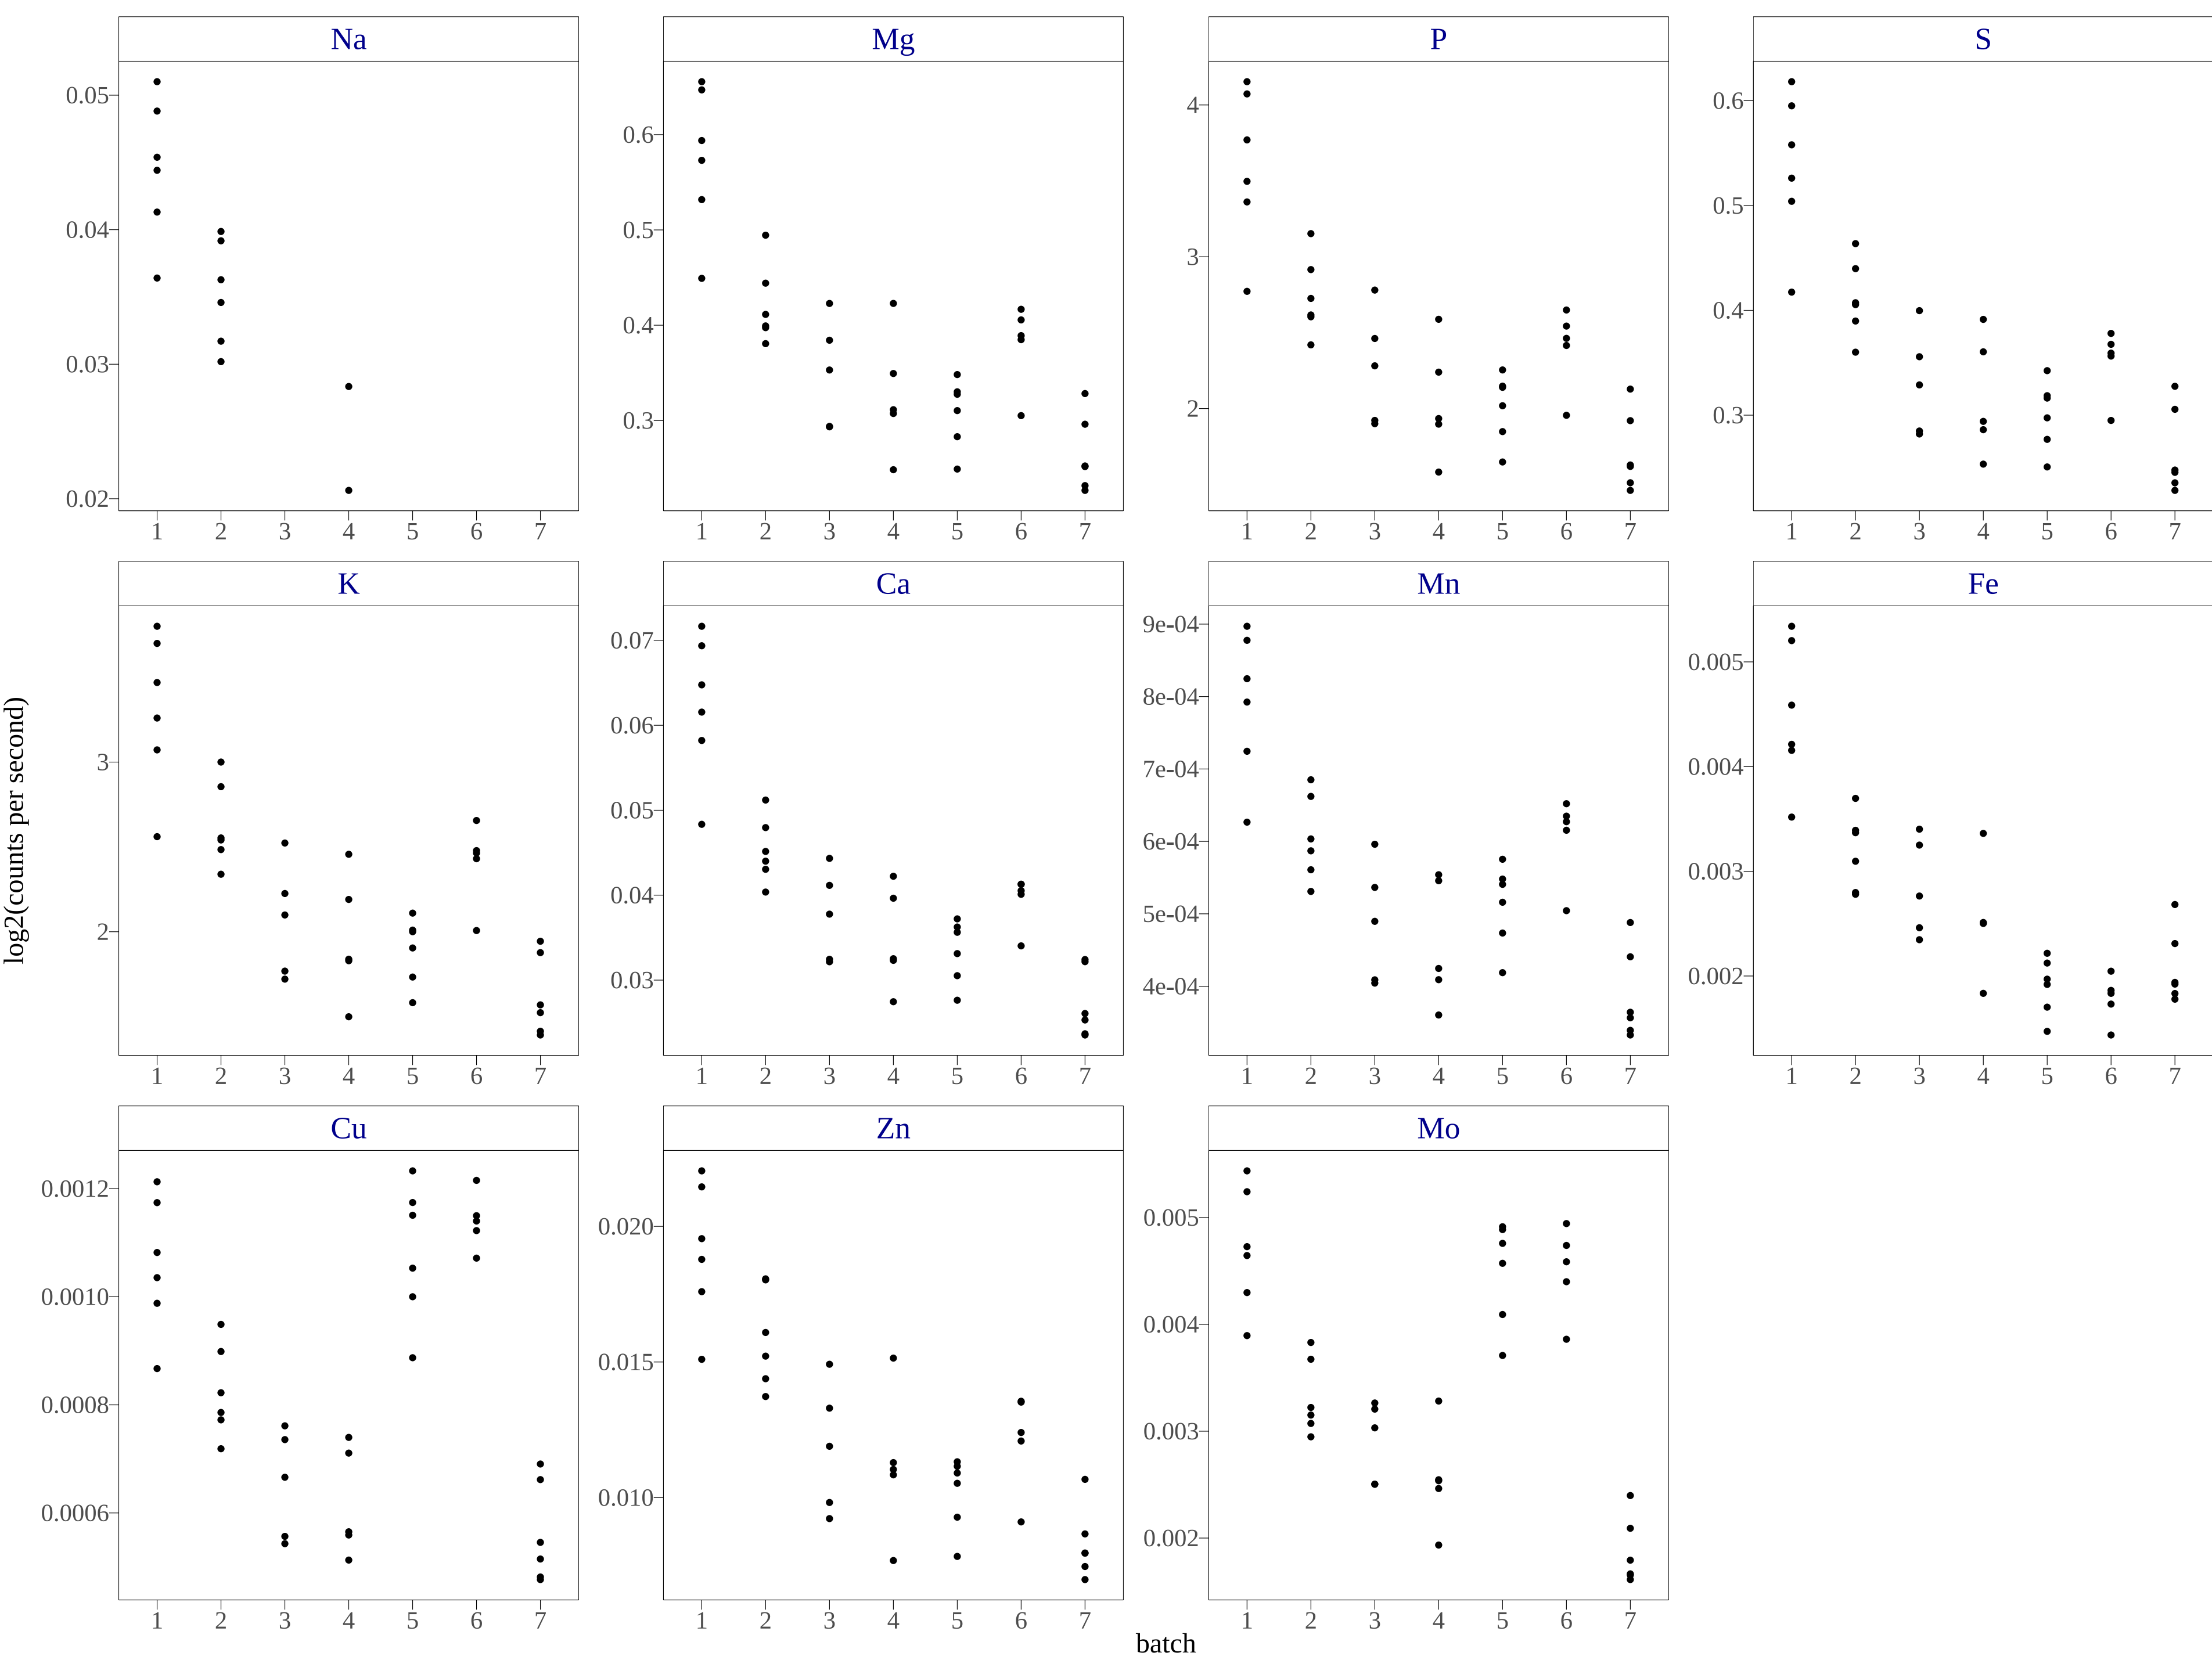 Na Mg P S
0.05
0.04
0.03
0.02
0.6
0.5
0.4
0.3
4
3
2
0.6
0.5
0.4
0.3
1 2 3 4 5 6 7 1 2 3 4 5 6 7 1 2 3 4 5 6 7 1 2 3 4 5 6 7
K Ca Mn Fe
3
2
0.07
0.06
0.05
0.04
0.03
9e-04
8e-04
7e-04
6e-04
5e-04
4e-04
0.005
0.004
0.003
0.002
1 2 3 4 5 6 7 1 2 3 4 5 6 7 1 2 3 4 5 6 7 1 2 3 4 5 6 7
log2(counts per second)
Cu Zn Mo
0.0012
0.0010
0.0008
0.0006
0.020
0.015
0.010
0.005
0.004
0.003
0.002
1 2 3 4 5 6 7 1 2 3 4 5 6 7 1 2 3 4 5 6 7
batch